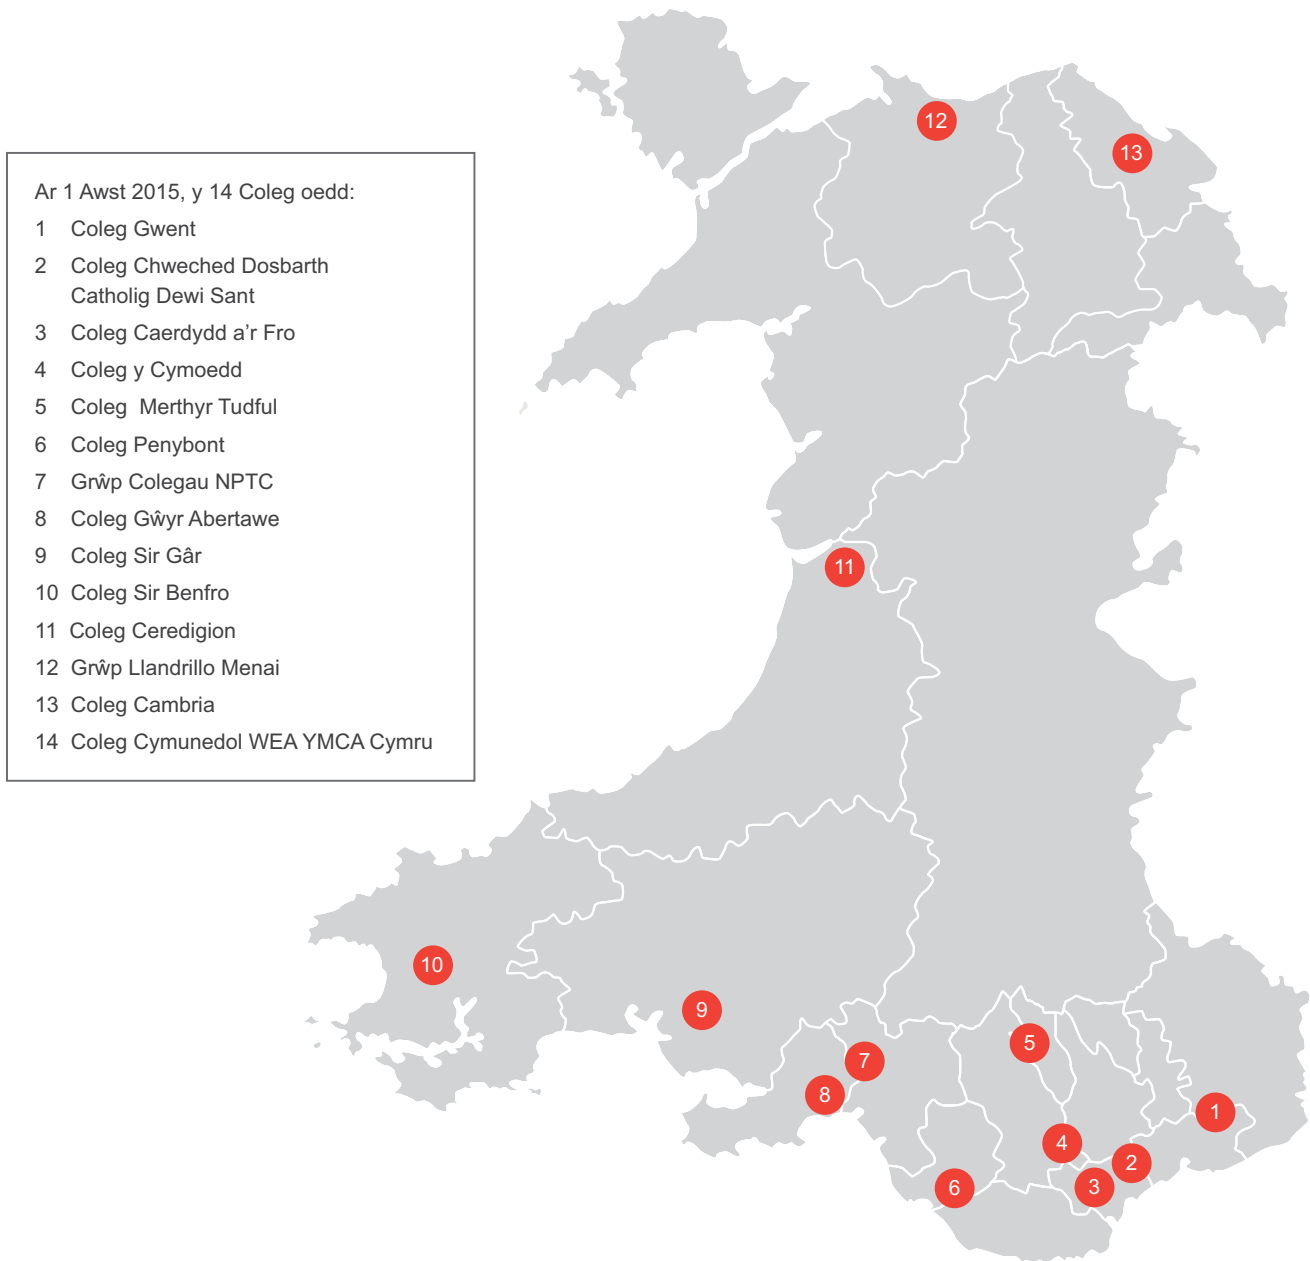 Ar 1 Awst 2015, y 14 Coleg oedd:
1 Coleg Gwent
2 Coleg Chweched Dosbarth
Catholig Dewi Sant
3 Coleg Caerdydd a’r Fro
4 Coleg y Cymoedd
5 Coleg Merthyr Tudful
6 Coleg Penybont
7 Grŵp Colegau NPTC
8 Coleg Gŵyr Abertawe
9 Coleg Sir Gâr
10 Coleg Sir Benfro
11 Coleg Ceredigion
12 Grŵp Llandrillo Menai
13 Coleg Cambria
14 Coleg Cymunedol WEA YMCA Cymru
12
13
11
10
9
5
7
8
1
4
2
6
3